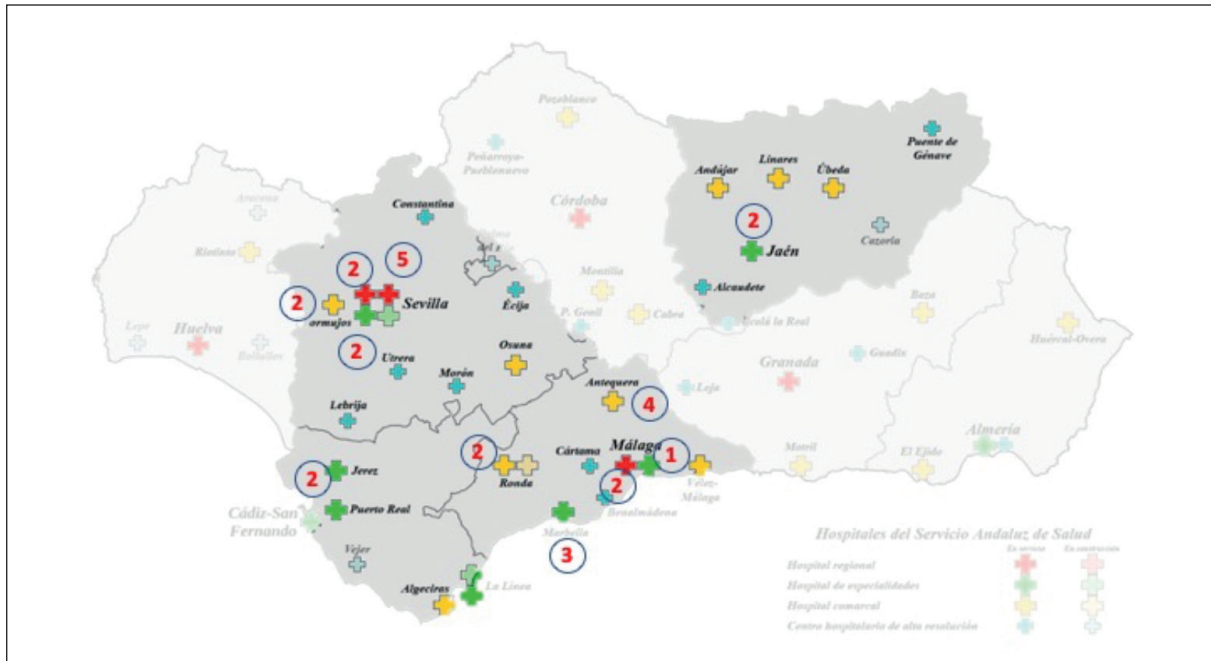 Pozoblanco
Peñarroya-
Pueblonuevo
Puente de
Génave
Andújar
Linares
Úbeda
Constantina
Aracena
Córdoba
2
Riotinto
del
Jaén
Cazorla
2
5
Montilla
Alcaudete
2
Sevilla
Écija
P. Genil
Cabra
Baza
ormujos
Alcalá la Real
Huércal-Overa
Lepe
Huelva
Bollullos
2
Utrera
Osuna
Guadix
Morón
Antequera
Loja
Granada
4
Lebrija
Málaga
Almería
2
Cártama
1
2
Jerez
Ronda
2
Vélez-
Málaga
Motril
El Ejido
Puerto Real
Benalmádena
Cádiz-San
Fernando
Marbella
Hospitales del Servicio Andaluz de Salud
En servicio
En construcción
Vejer
3
Hospital regional
La Línea
Hospital de especialidades
Algeciras
Hospital comarcal
Centro hospitalario de alta resolución